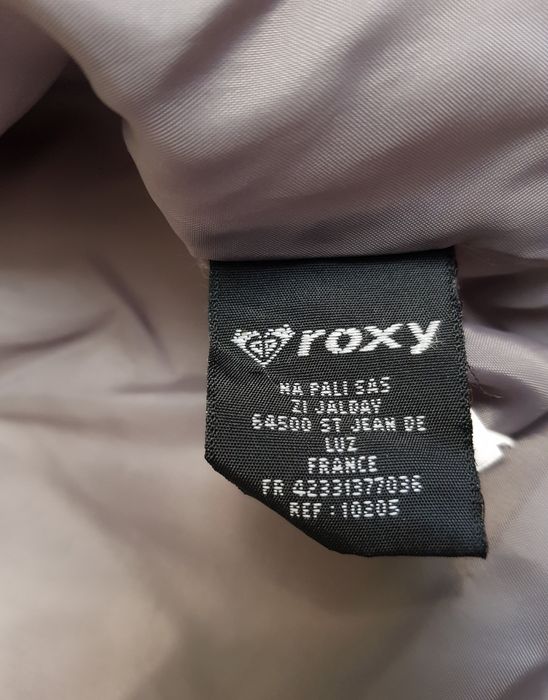 roxy
NA PALI SAS
ZI JALDAY
64500 ST JEAN DE
LUZ
FRANCE
FR 42331377036
REF : 10305